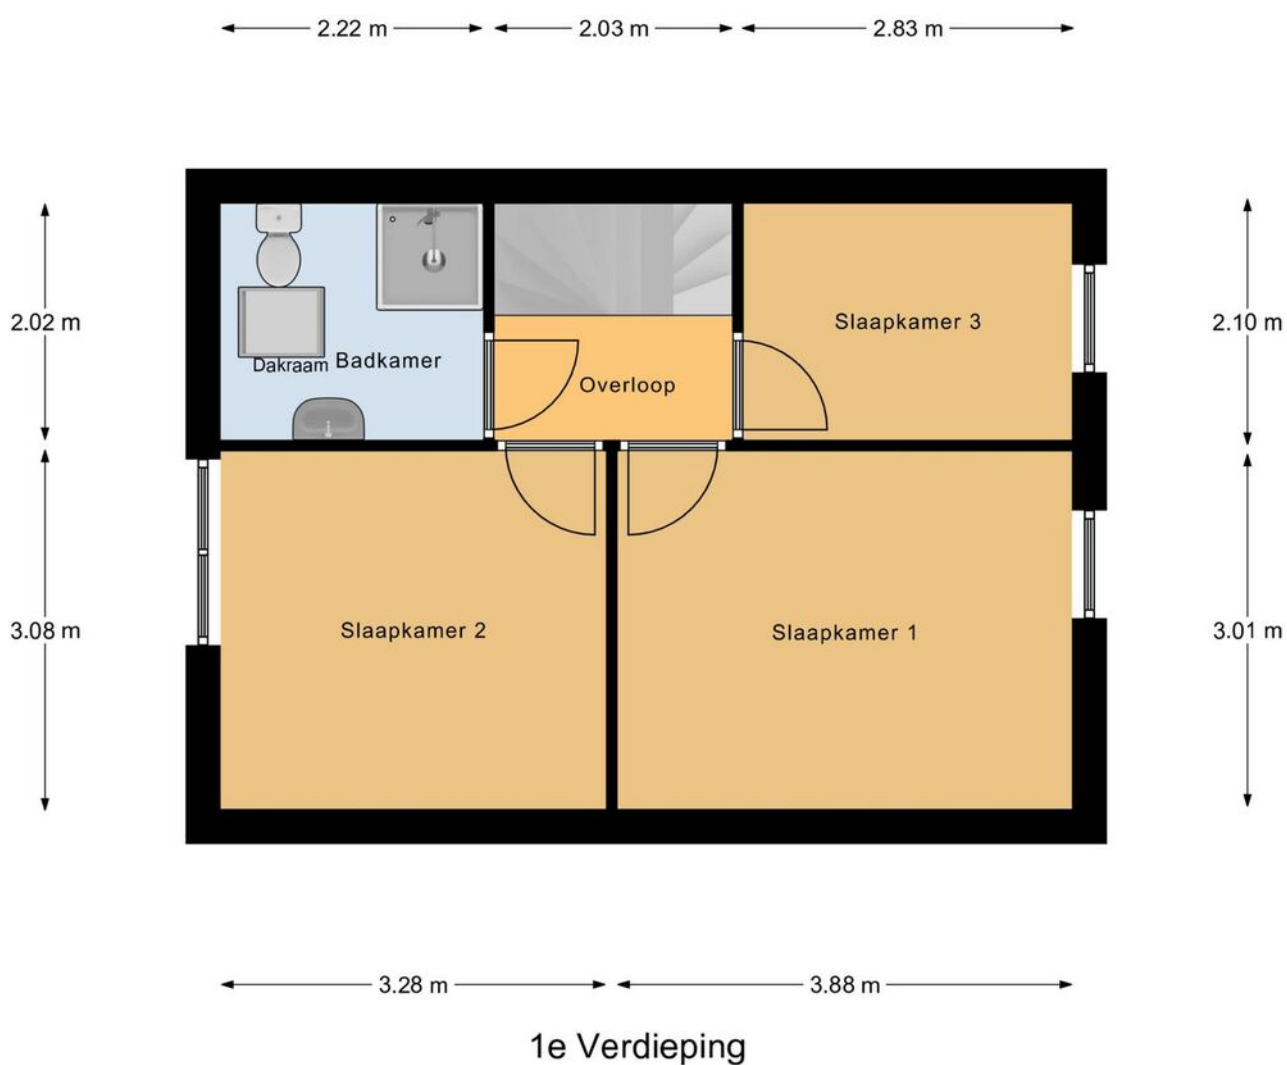 2.22 m
2.03 m
2.83 m
2.02 m
2.10 m
Slaapkamer 3
Dakraam
Badkamer
Overloop
3.08 m
Slaapkamer 2
Slaapkamer 1
3.01 m
3.28 m
3.88 m
1e Verdieping